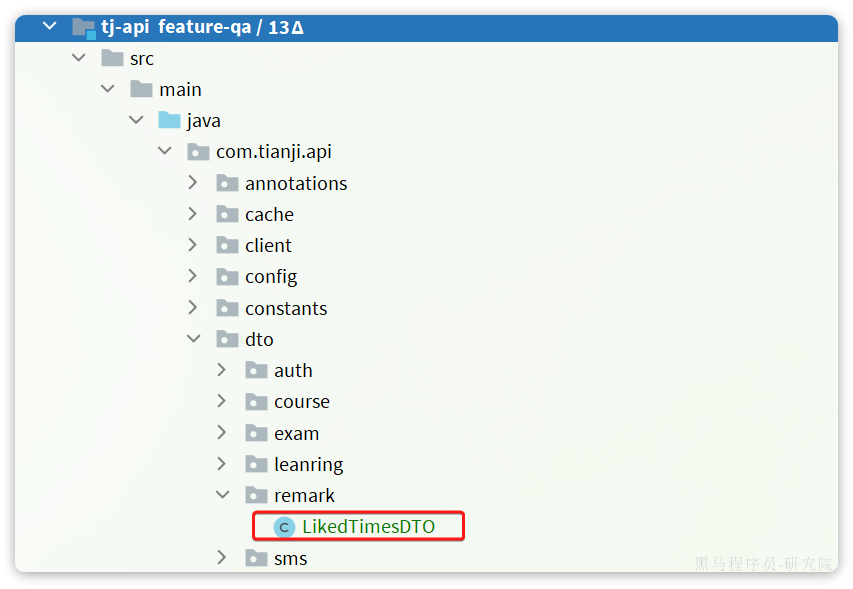 tj-api feature-qa / 13Δ
src
main
java
com.tianji.api
annotations
cache
client
config
constants
dto
auth
course
exam
leanring
remark
C LikedTimesDTO
sms
黑马程序员-研究院